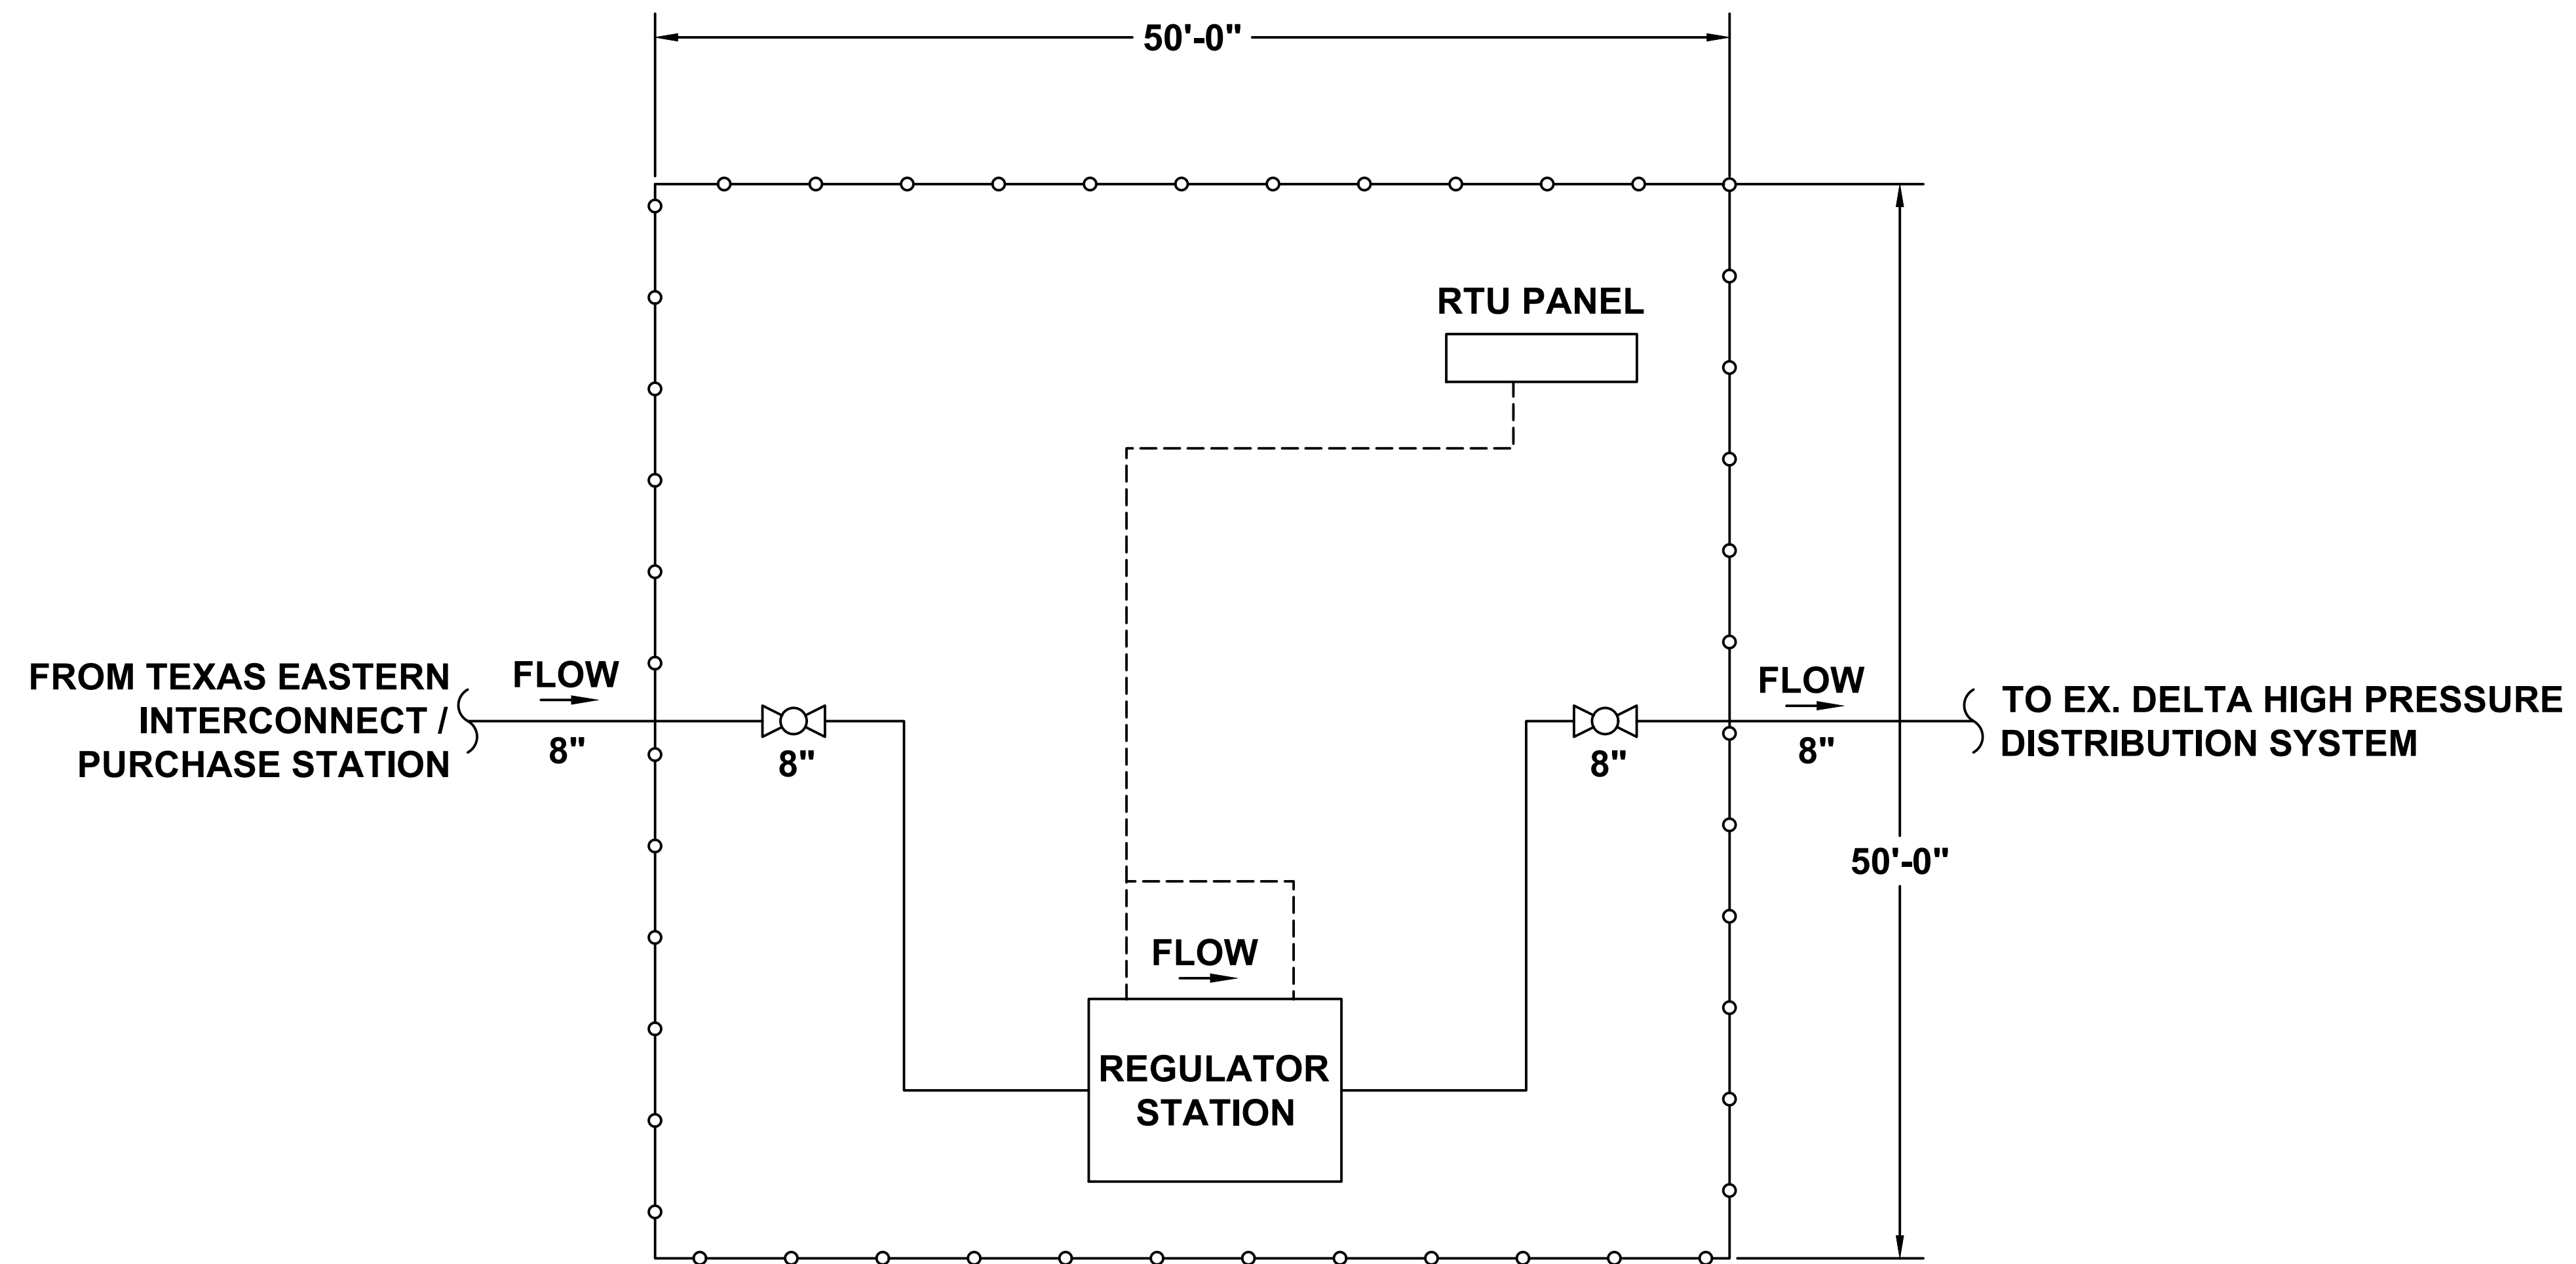 50'-0"
RTU PANEL
FROM TEXAS EASTERN
INTERCONNECT /
PURCHASE STATION
FLOW
8"
8"
8"
FLOW
8"
TO EX. DELTA HIGH PRESSURE
DISTRIBUTION SYSTEM
50'-0"
FLOW
REGULATOR
STATION